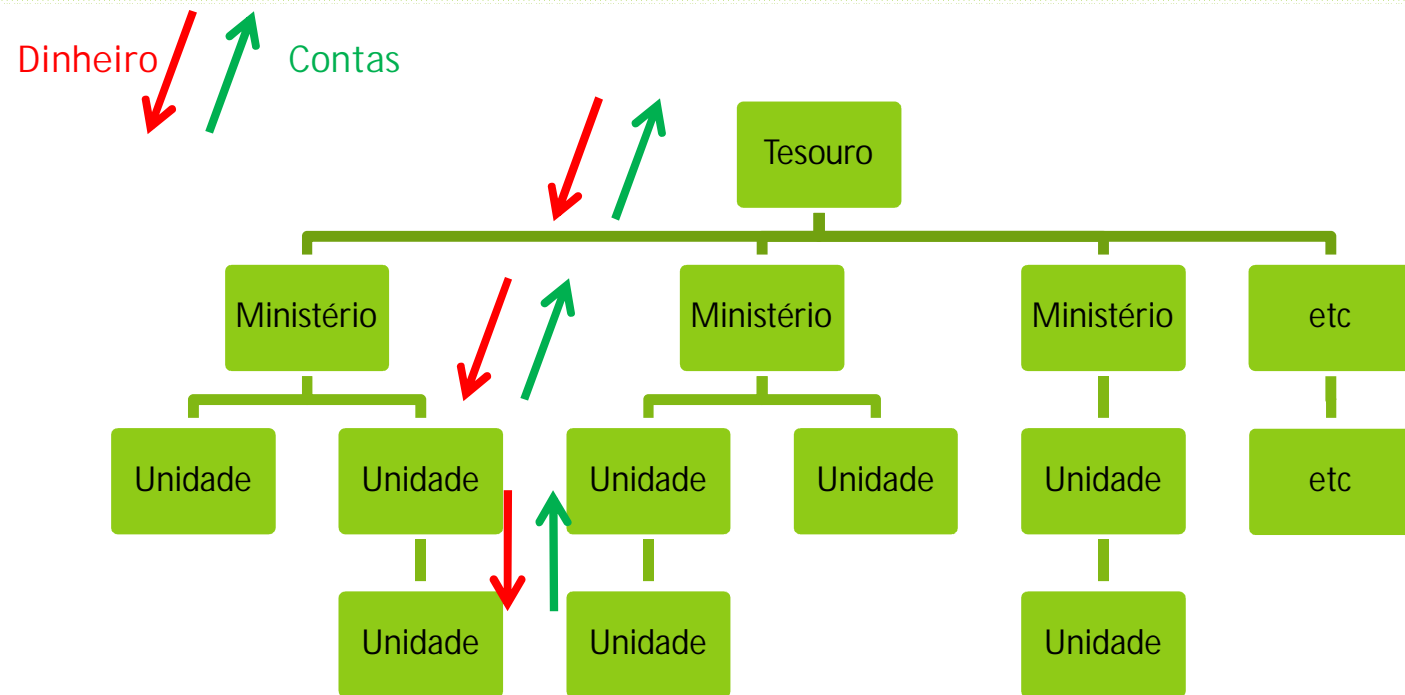 Dinheiro
Contas
Tesouro
Ministério
Ministério
Ministério
etc
Unidade
Unidade
Unidade
Unidade
Unidade
etc
Unidade
Unidade
Unidade